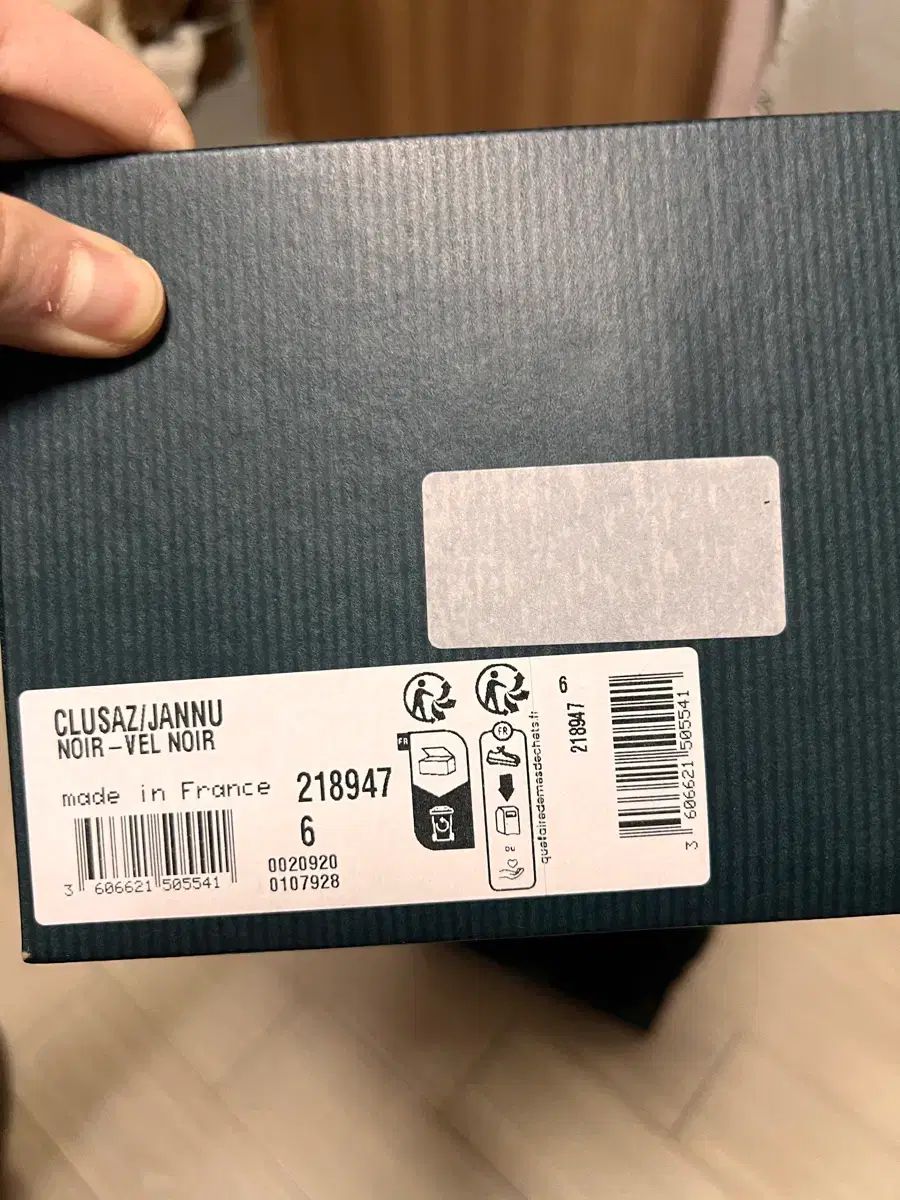 CLUSAZ/JANNU
NOIR-VEL NOIR
made in France
218947
6
0020920
0107928
3 606621 505541
FR
FR
quefairedemesdechets.fr
6
218947
3 606621 505541